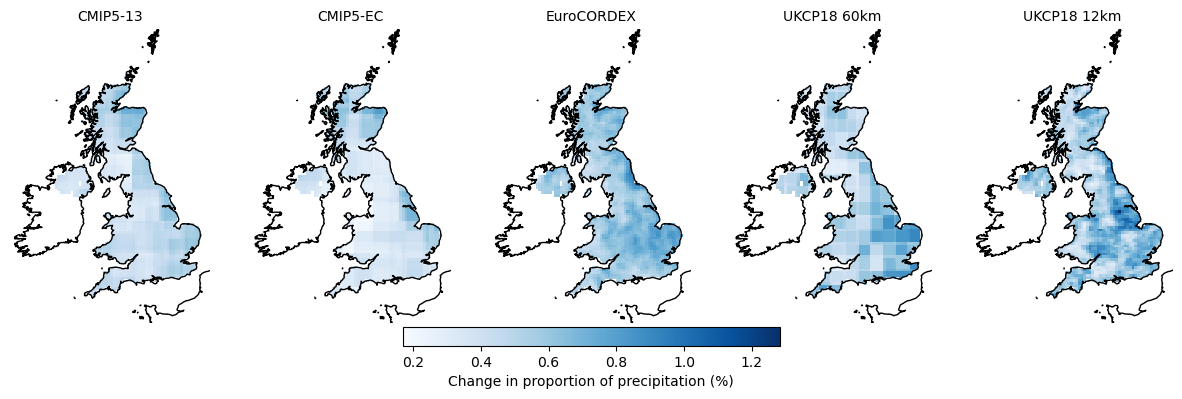 CMIP5-13
CMIP5-EC
EuroCORDEX
UKCP18 60km
UKCP18 12km
0.2 0.4 0.6 0.8 1.0 1.2
Change in proportion of precipitation (%)